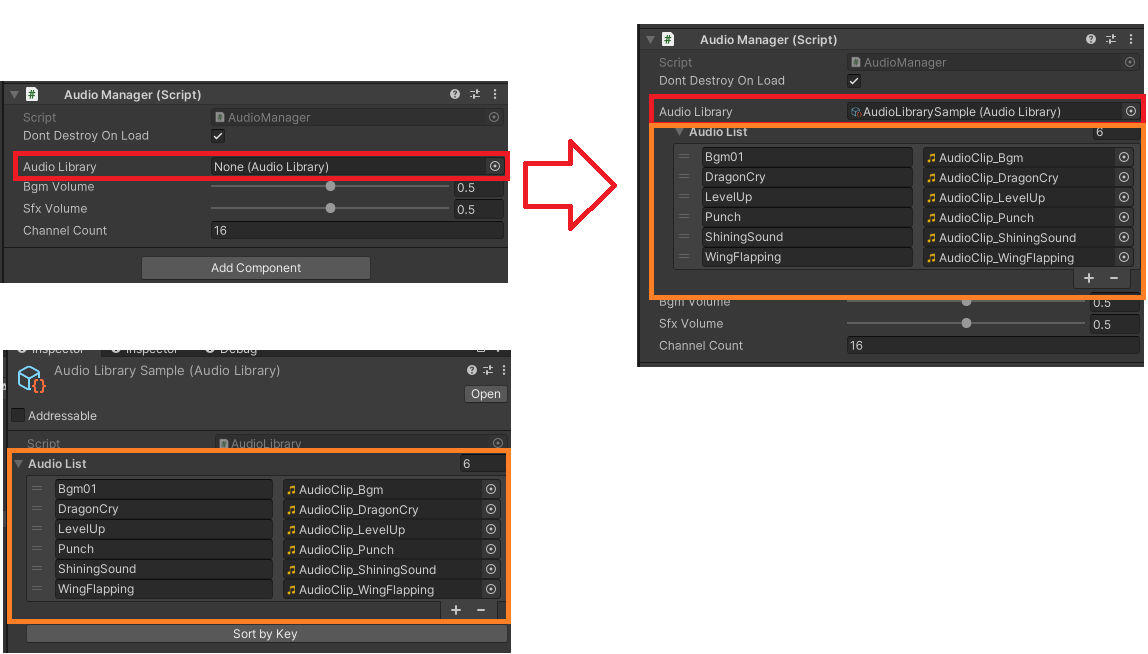 Audio Manager (Script)
Script AudioManager
Dont Destroy On Load
Audio Library None (Audio Library)
Bgm Volume 0.5
Sfx Volume 0.5
Channel Count 16
Add Component
Audio Manager (Script)
Script AudioManager
Dont Destroy On Load
Audio Library AudioLibrarySample (Audio Library)
Audio List 6
Bgm01 AudioClip_Bgm
DragonCry AudioClip_DragonCry
LevelUp AudioClip_LevelUp
Punch AudioClip_Punch
ShiningSound AudioClip_ShiningSound
WingFlapping AudioClip_WingFlapping
Bgm Volume 0.5
Sfx Volume 0.5
Channel Count 16
Inspector Inspector Debug
Audio Library Sample (Audio Library)
Open
Addressable
Script AudioLibrary
Audio List 6
Bgm01 AudioClip_Bgm
DragonCry AudioClip_DragonCry
LevelUp AudioClip_LevelUp
Punch AudioClip_Punch
ShiningSound AudioClip_ShiningSound
WingFlapping AudioClip_WingFlapping
Sort by Key